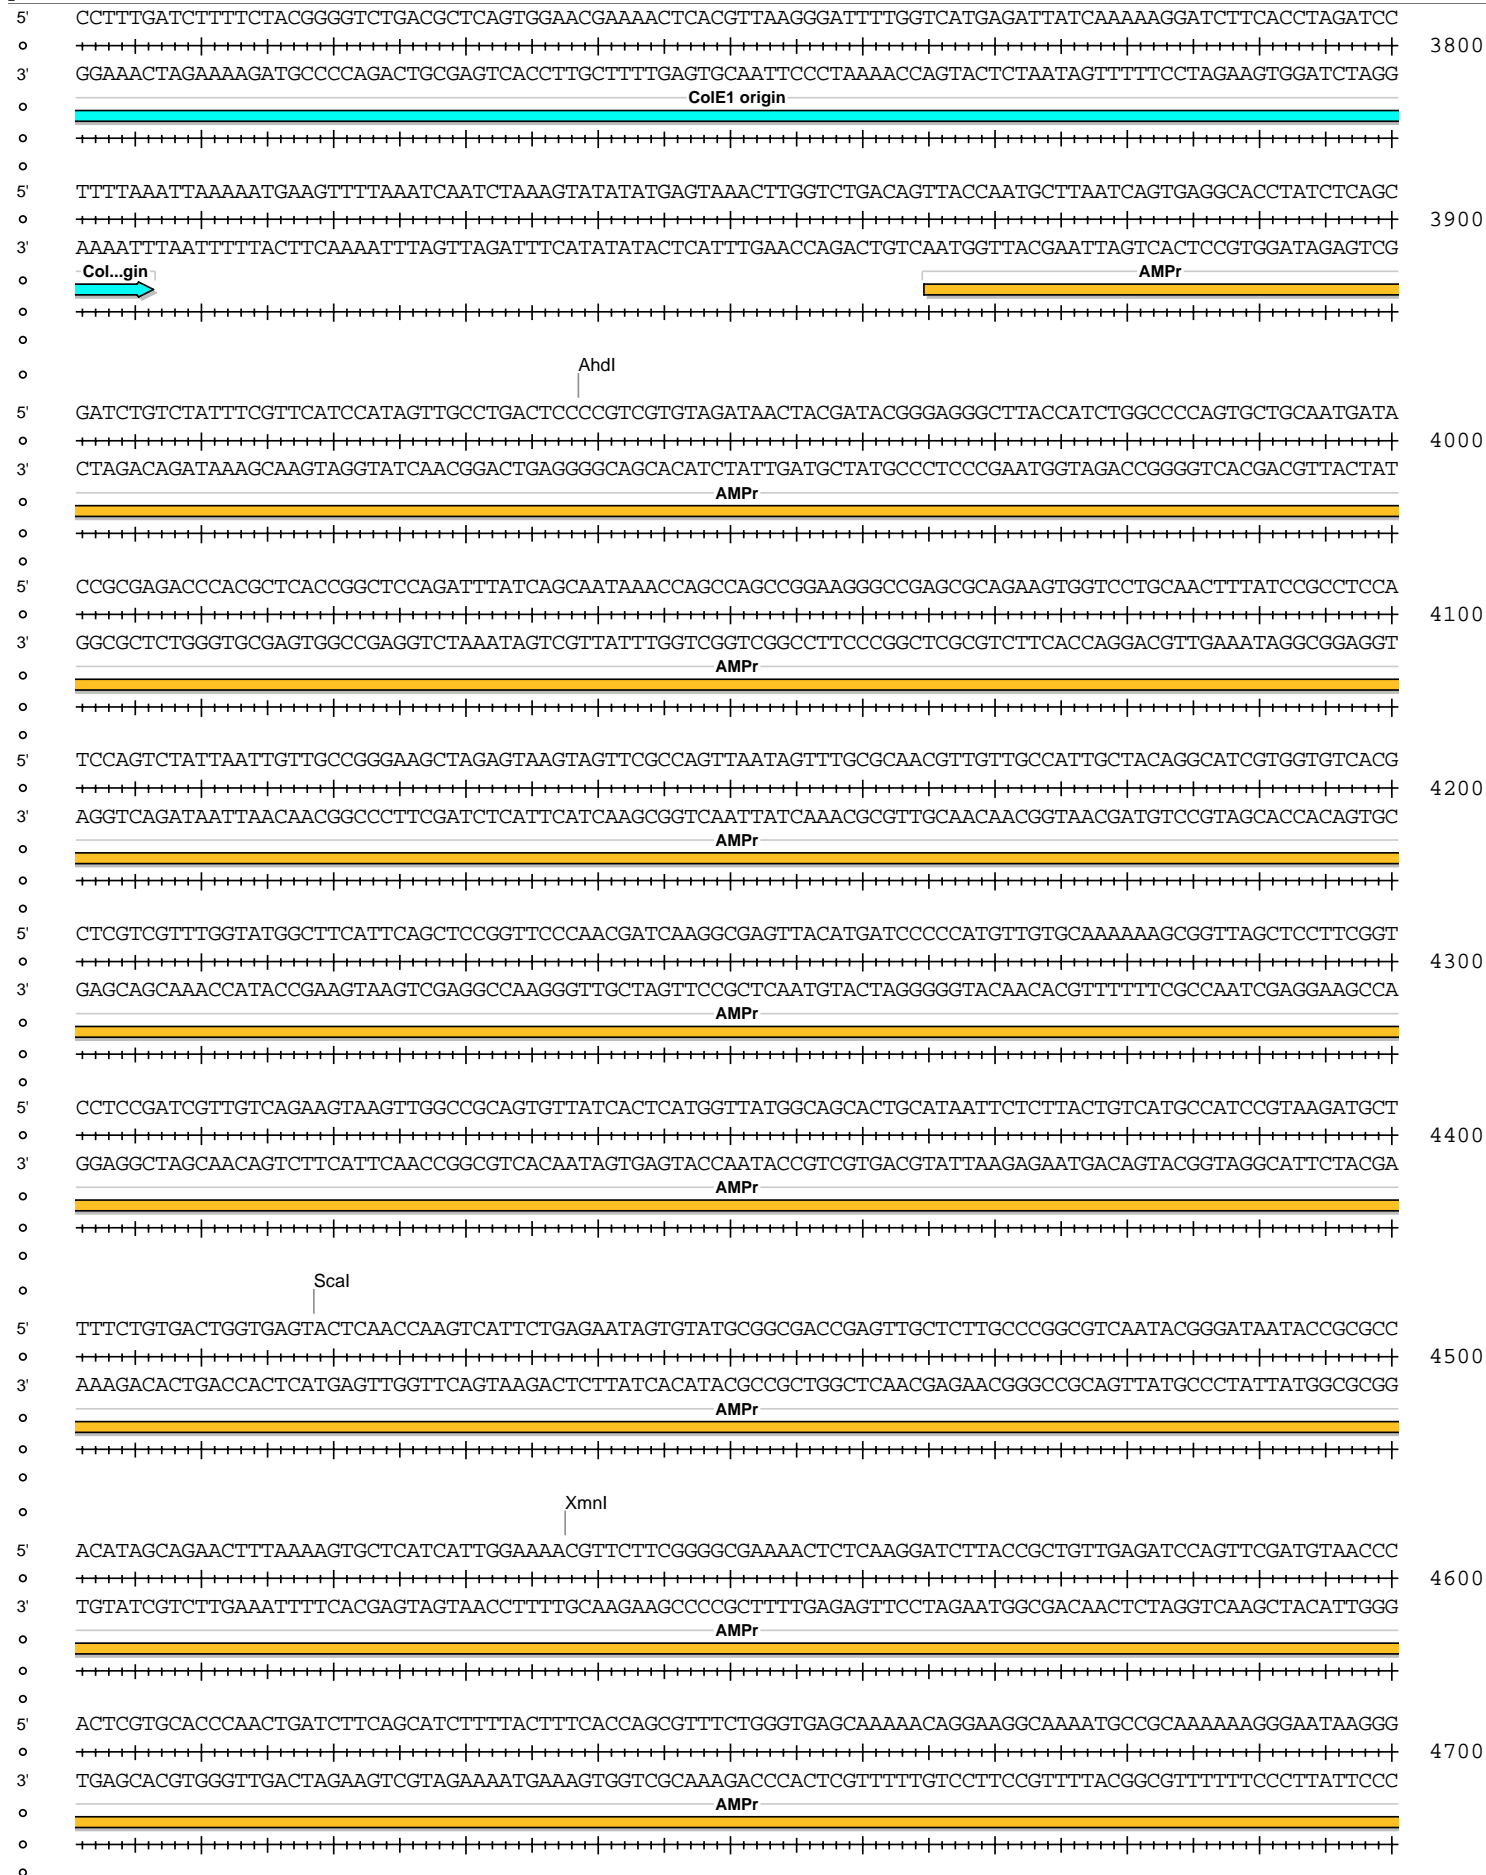 5' CCTTTGATCTTTTCTACGGGGTCTGACGCTCAGTGGAACGAAAACTCACGTTAAGGGATTTTGGTCATGAGATTATCAAAAAGGATCTTCACCTAGATCC
3800
3' GGAAACTAGAAAAGATGCCCCAGACTGCGAGTCACCTTGCTTTTGAGTGCAATTCCCTAAAACCAGTACTCTAATAGTTTTTCCTAGAAGTGGATCTAGG
ColE1 origin
5' TTTTAAATTAAAAATGAAGTTTTAAATCAATCTAAAGTATATATGAGTAAACTTGGTCTGACAGTTACCAATGCTTAATCAGTGAGGCACCTATCTCAGC
3900
3' AAAATTTAATTTTTACTTCAAAATTTAGTTAGATTTCATATATACTCATTTGAACCAGACTGTCAATGGTTACGAATTAGTCACTCCGTGGATAGAGTCG
Col...gin AMPr
AhdI
5' GATCTGTCTATTTCGTTCATCCATAGTTGCCTGACTCCCCGTCGTGTAGATAACTACGATACGGGAGGGCTTACCATCTGGCCCCAGTGCTGCAATGATA
4000
3' CTAGACAGATAAAGCAAGTAGGTATCAACGGACTGAGGGGCAGCACATCTATTGATGCTATGCCCTCCCGAATGGTAGACCGGGGTCACGACGTTACTAT
AMPr
5' CCGCGAGACCCACGCTCACCGGCTCCAGATTTATCAGCAATAAACCAGCCAGCCGGAAGGGCCGAGCGCAGAAGTGGTCCTGCAACTTTATCCGCCTCCA
4100
3' GGCGCTCTGGGTGCGAGTGGCCGAGGTCTAAATAGTCGTTATTTGGTCGGTCGGCCTTCCCGGCTCGCGTCTTCACCAGGACGTTGAAATAGGCGGAGGT
AMPr
5' TCCAGTCTATTAATTGTTGCCGGGAAGCTAGAGTAAGTAGTTCGCCAGTTAATAGTTTGCGCAACGTTGTTGCCATTGCTACAGGCATCGTGGTGTCACG
4200
3' AGGTCAGATAATTAACAACGGCCCTTCGATCTCATTCATCAAGCGGTCAATTATCAAACGCGTTGCAACAACGGTAACGATGTCCGTAGCACCACAGTGC
AMPr
5' CTCGTCGTTTGGTATGGCTTCATTCAGCTCCGGTTCCCAACGATCAAGGCGAGTTACATGATCCCCCATGTTGTGCAAAAAAGCGGTTAGCTCCTTCGGT
4300
3' GAGCAGCAAACCATACCGAAGTAAGTCGAGGCCAAGGGTTGCTAGTTCCGCTCAATGTACTAGGGGGTACAACACGTTTTTTCGCCAATCGAGGAAGCCA
AMPr
5' CCTCCGATCGTTGTCAGAAGTAAGTTGGCCGCAGTGTTATCACTCATGGTTATGGCAGCACTGCATAATTCTCTTACTGTCATGCCATCCGTAAGATGCT
4400
3' GGAGGCTAGCAACAGTCTTCATTCAACCGGCGTCACAATAGTGAGTACCAATACCGTCGTGACGTATTAAGAGAATGACAGTACGGTAGGCATTCTACGA
AMPr
ScaI
5' TTTCTGTGACTGGTGAGTACTCAACCAAGTCATTCTGAGAATAGTGTATGCGGCGACCGAGTTGCTCTTGCCCGGCGTCAATACGGGATAATACCGCGCC
4500
3' AAAGACACTGACCACTCATGAGTTGGTTCAGTAAGACTCTTATCACATACGCCGCTGGCTCAACGAGAACGGGCCGCAGTTATGCCCTATTATGGCGCGG
AMPr
XmnI
5' ACATAGCAGAACTTTAAAAGTGCTCATCATTGGAAAACGTTCTTCGGGGCGAAAACTCTCAAGGATCTTACCGCTGTTGAGATCCAGTTCGATGTAACCC
4600
3' TGTATCGTCTTGAAATTTTCACGAGTAGTAACCTTTTGCAAGAAGCCCCGCTTTTGAGAGTTCCTAGAATGGCGACAACTCTAGGTCAAGCTACATTGGG
AMPr
5' ACTCGTGCACCCAACTGATCTTCAGCATCTTTTACTTTCACCAGCGTTTCTGGGTGAGCAAAAACAGGAAGGCAAAATGCCGCAAAAAAGGGAATAAGGG
4700
3' TGAGCACGTGGGTTGACTAGAAGTCGTAGAAAATGAAAGTGGTCGCAAAGACCCACTCGTTTTTGTCCTTCCGTTTTACGGCGTTTTTTCCCTTATTCCC
AMPr